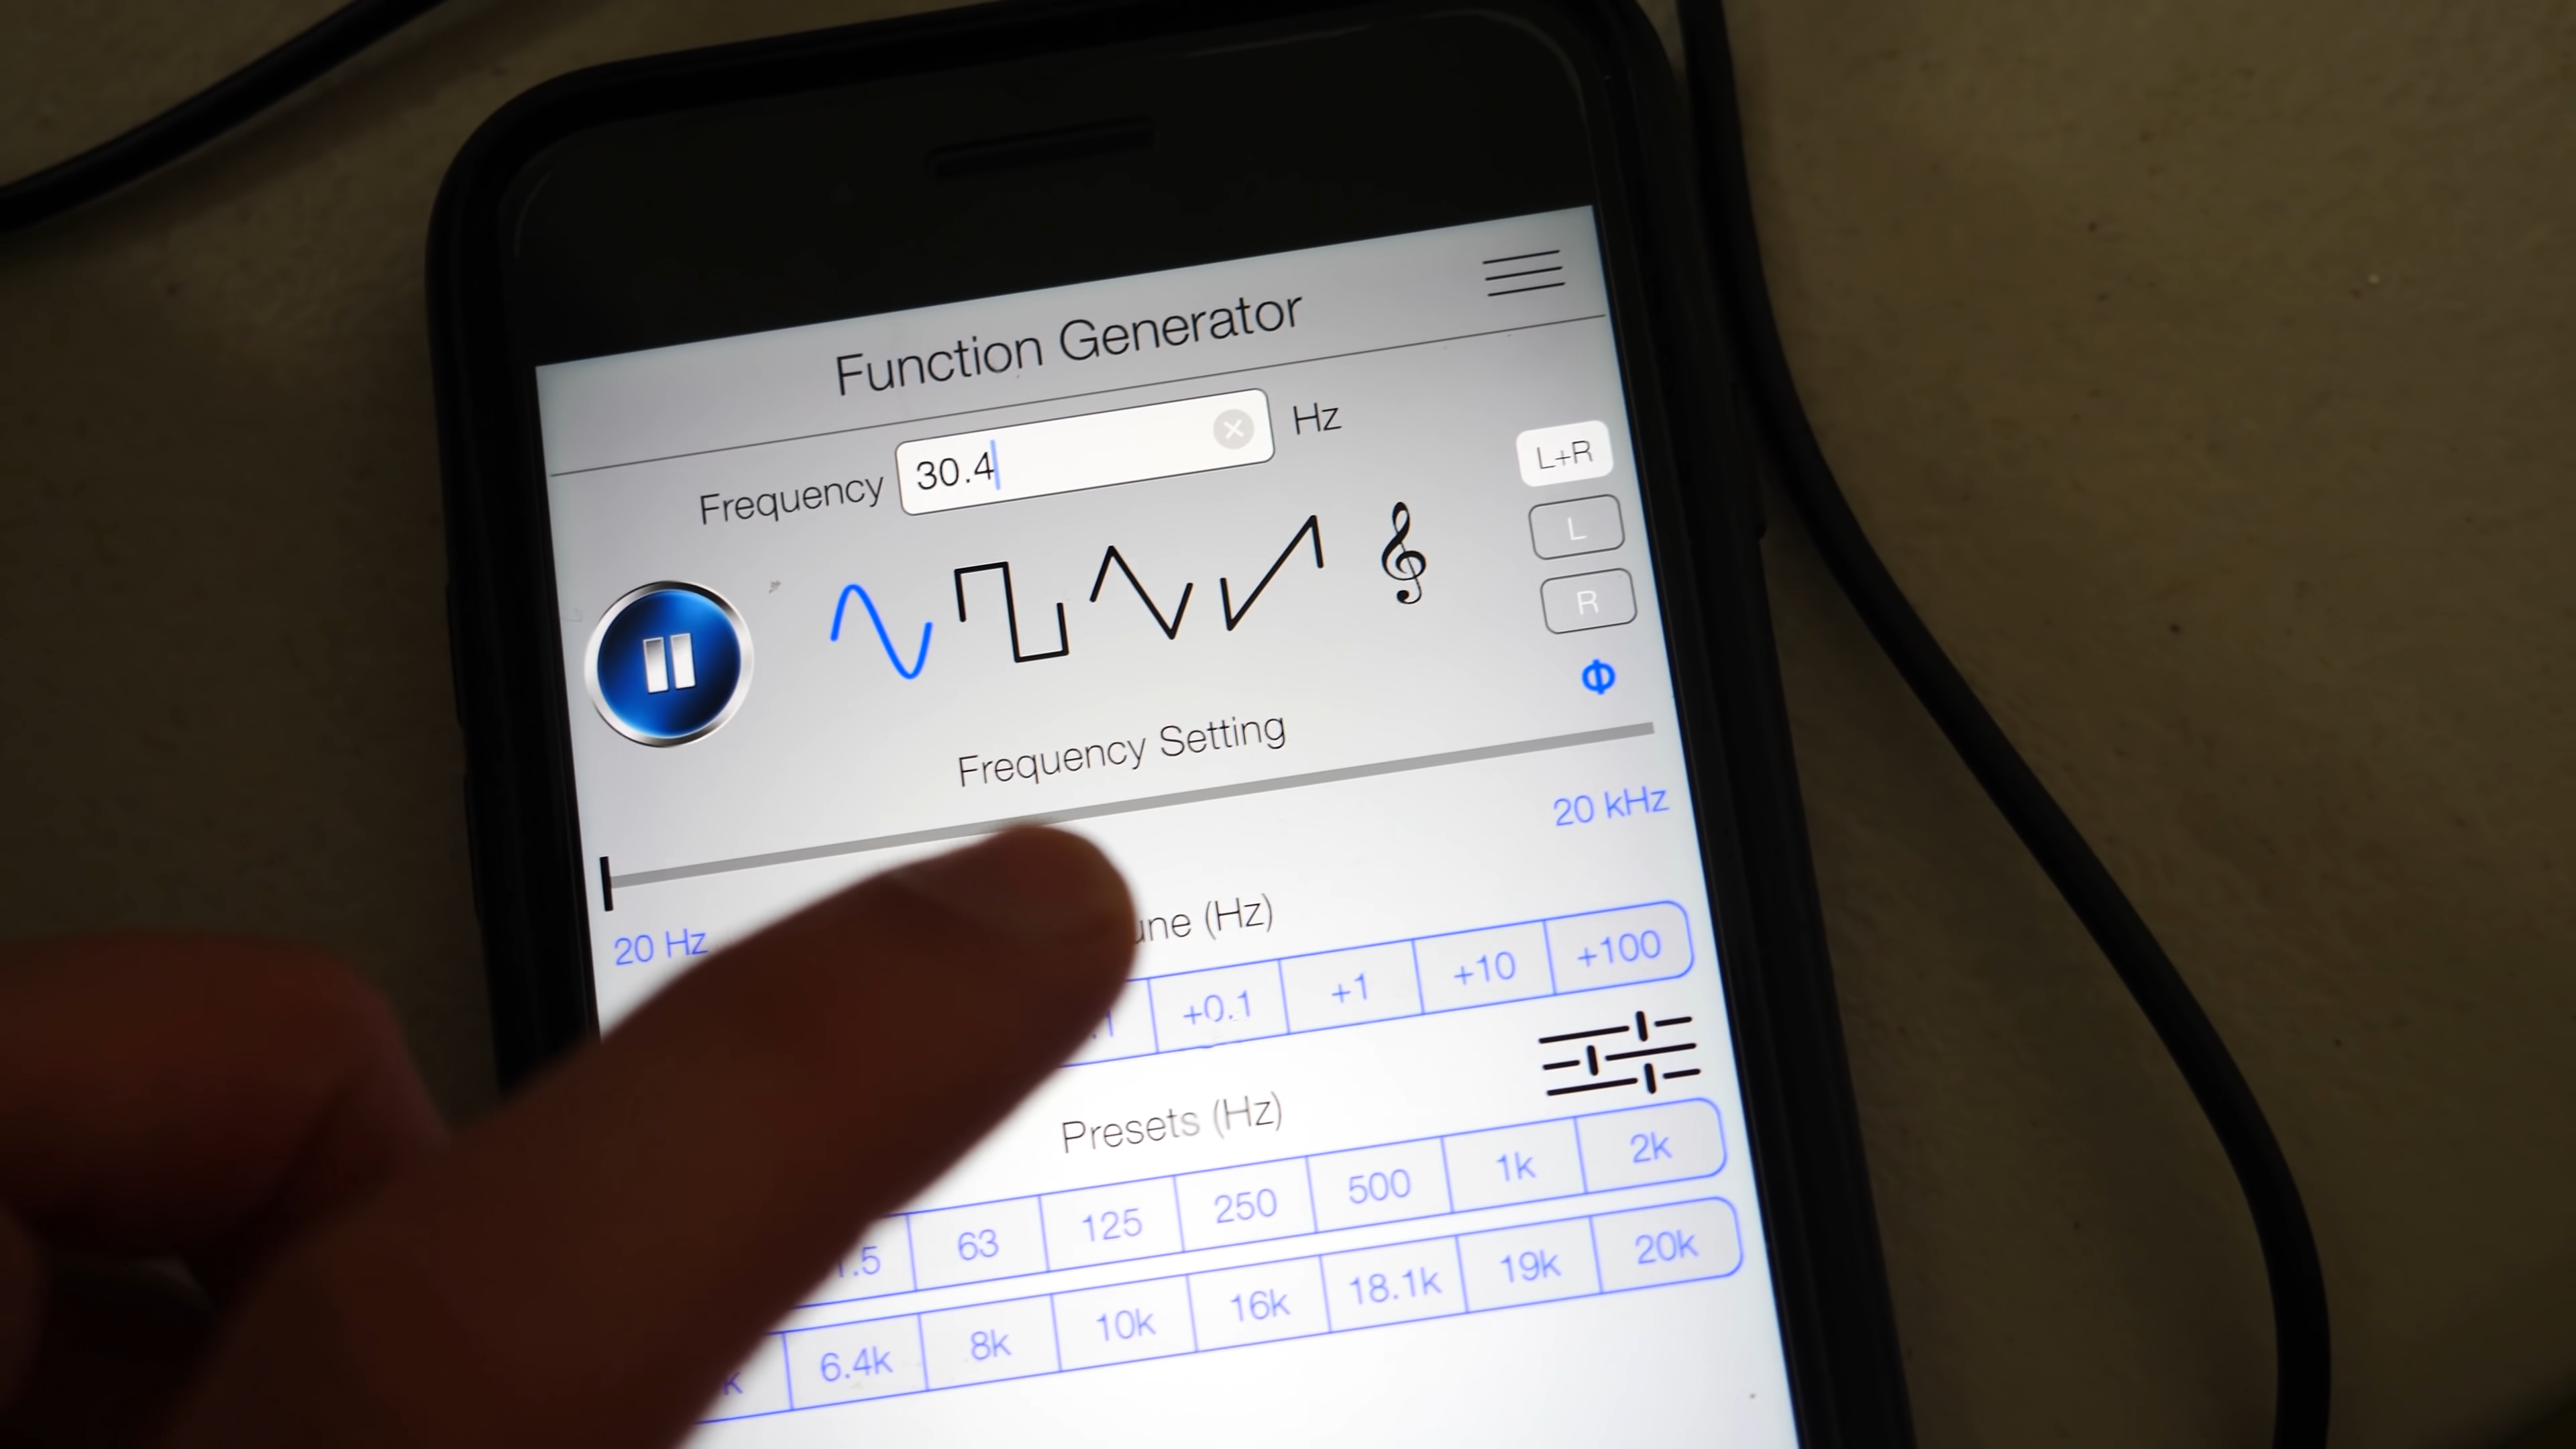 Function Generator
Frequency 30.4 Hz
L+R
L
R
Φ
Frequency Setting
20 Hz 20 kHz
(Hz)
+0.1 +1 +10 +100
Presets (Hz)
63 125 250 500 1k 2k
6.4k 8k 10k 16k 18.1k 19k 20k